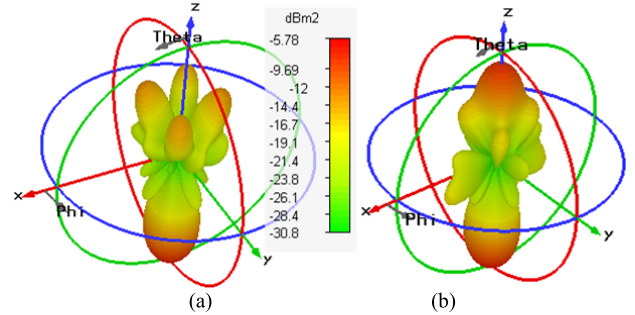 z
Theta
x
Phi
y
dBm2
-5.78
-9.69
-12
-14.4
-16.7
-19.1
-21.4
-23.8
-26.1
-28.4
-30.8
z
Theta
x
Phi
y
(a)
(b)